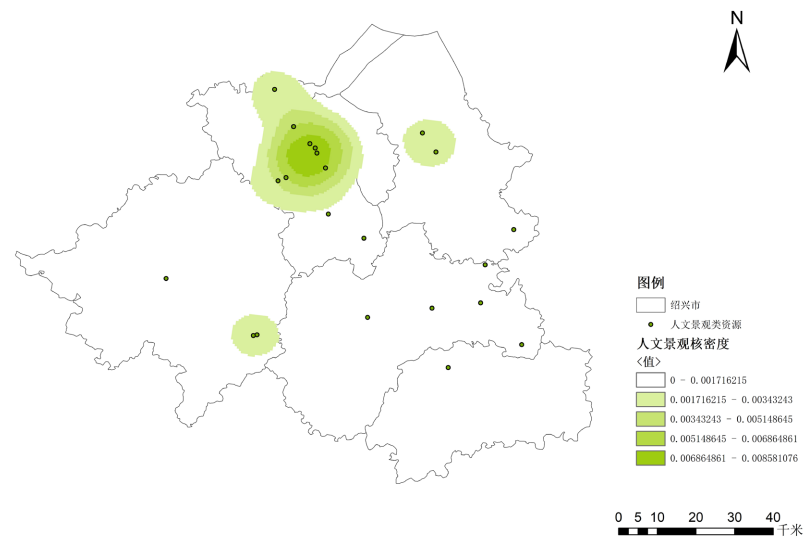 N
图例
绍兴市
人文景观类资源
人文景观核密度
<值>
0 - 0.001716215
0.001716215 - 0.00343243
0.00343243 - 0.005148645
0.005148645 - 0.006864861
0.006864861 - 0.008581076
0 5 10 20 30 40
千米